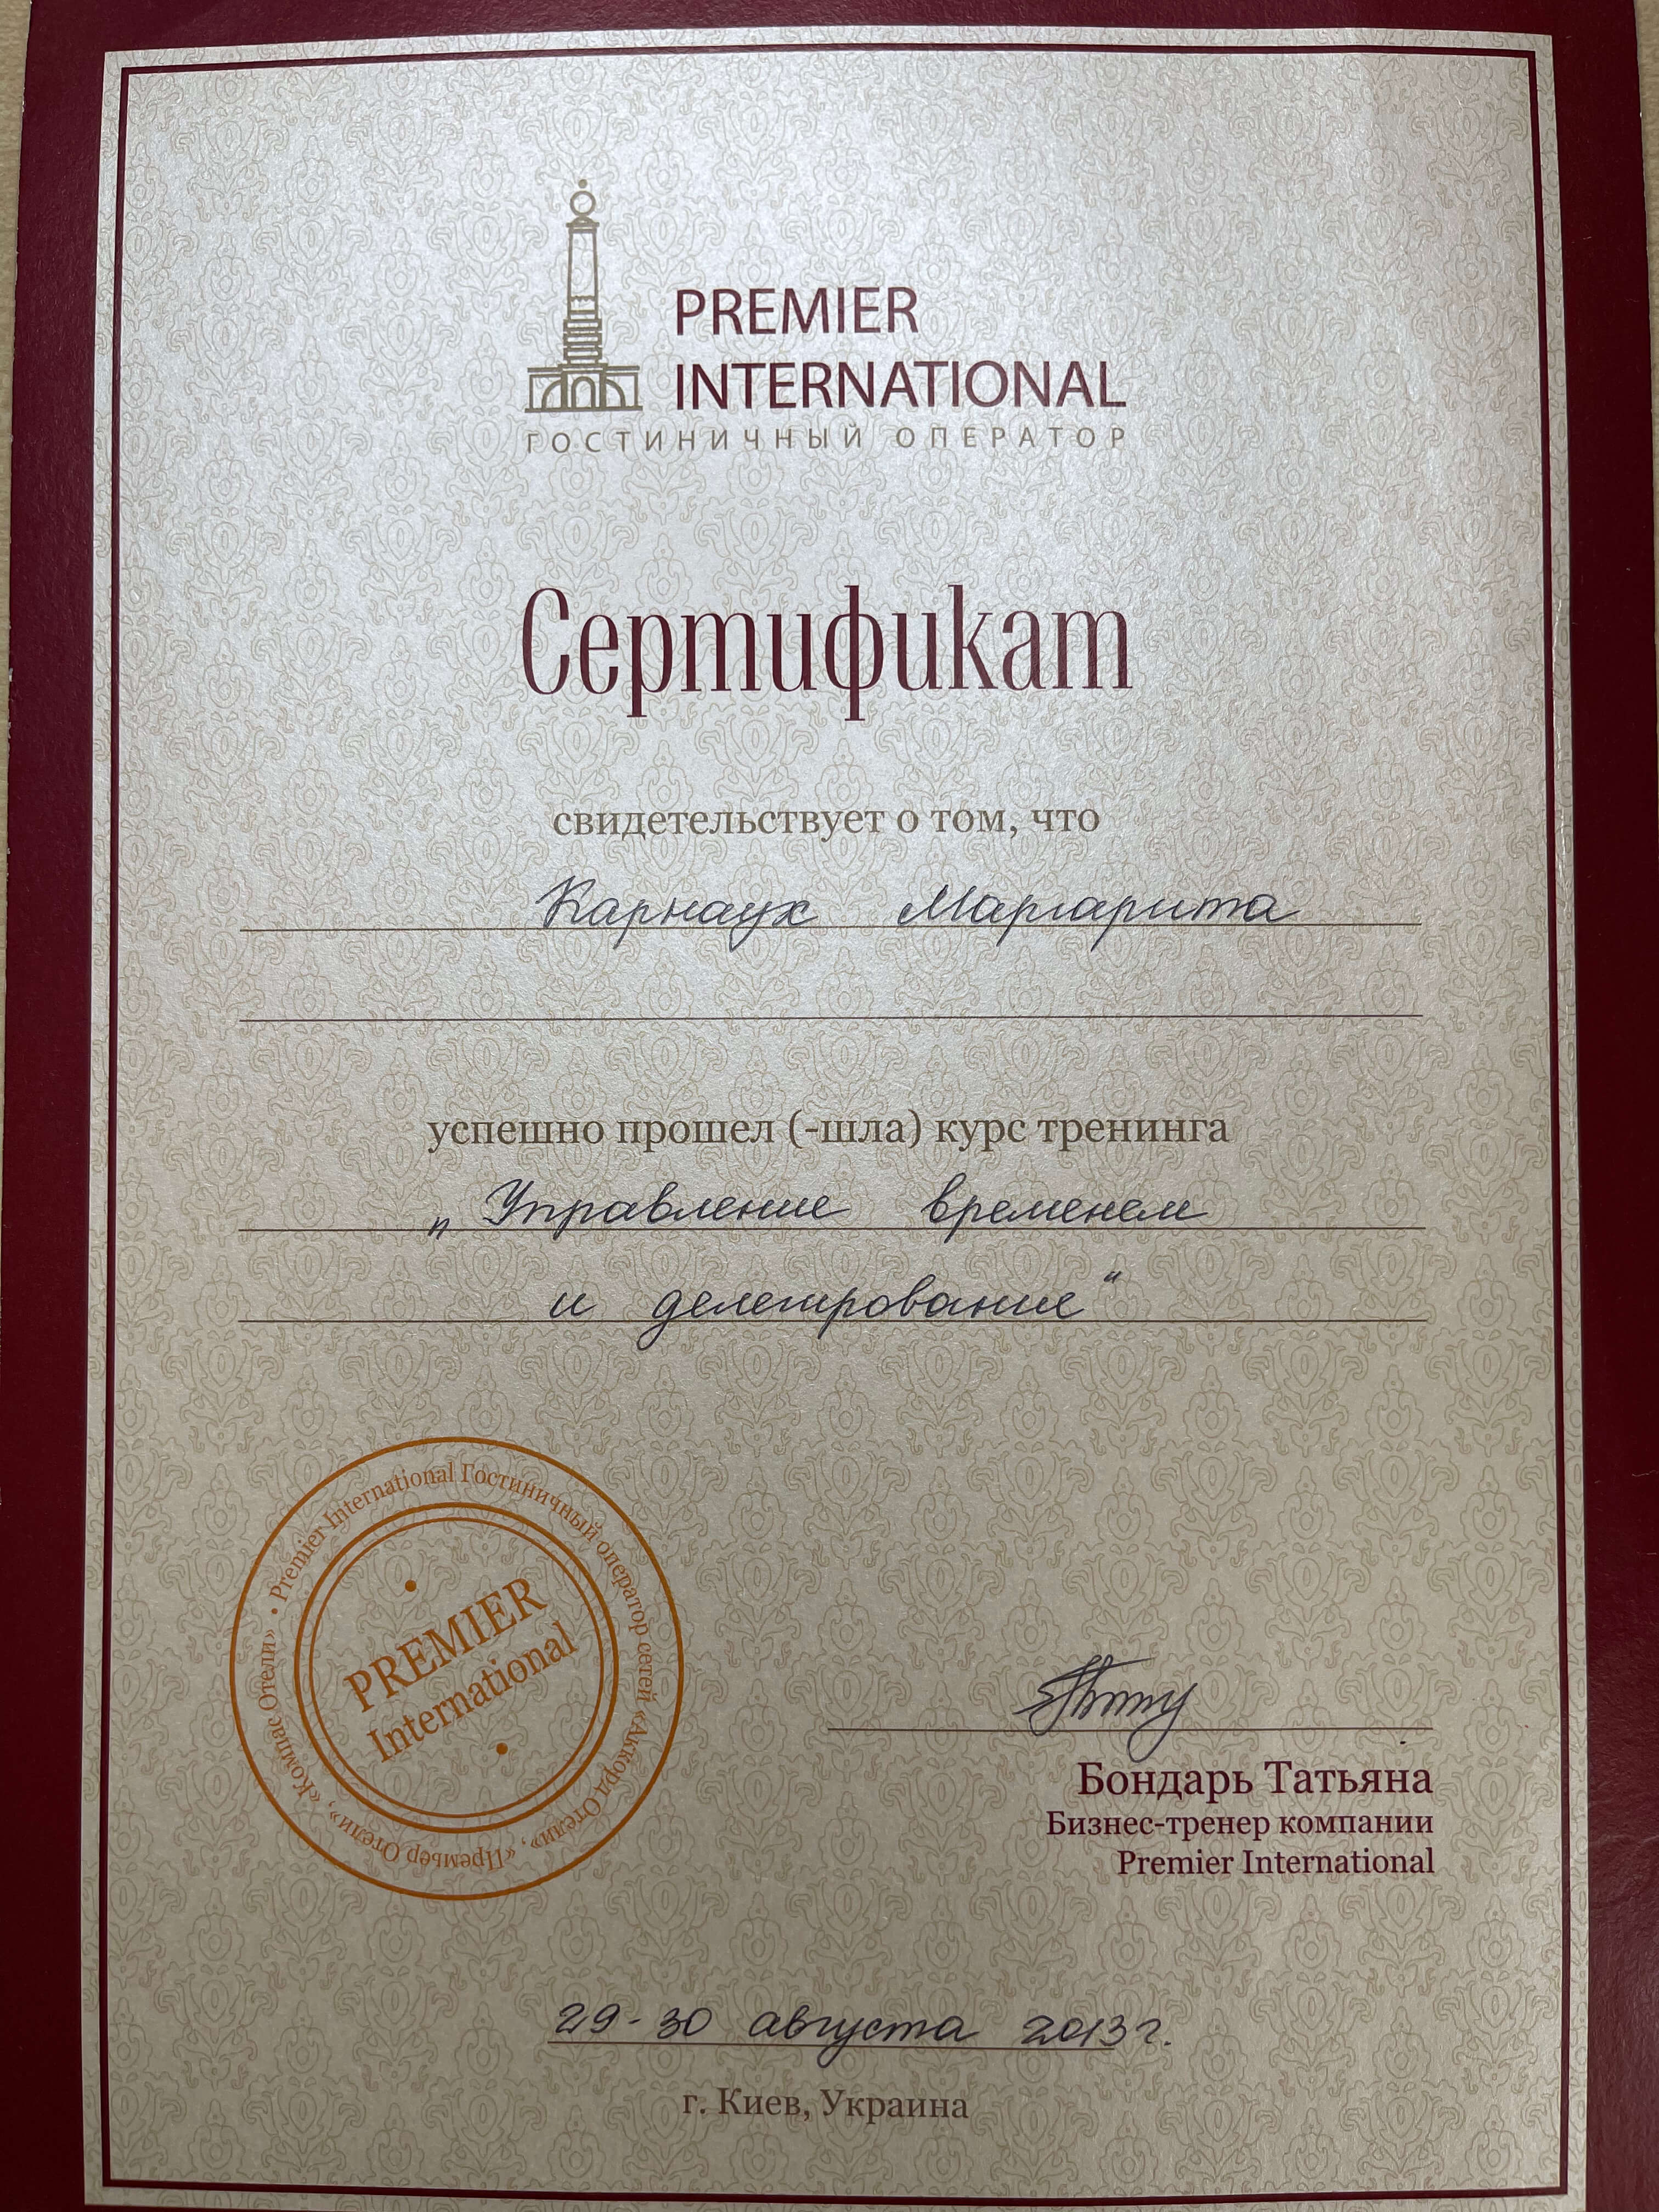 PREMIER
INTERNATIONAL
ГОСТИНИЧНЫЙ ОПЕРАТОР
Сертификат
свидетельствует о том, что
Карнаух Маргарита
успешно прошел (-шла) курс тренинга
„Управление временем
и делегирование“
• Premier International Гостиничный оператор сетей «Аккорд Отели», «Премьер Отели», «Компас Отели»
PREMIER
International
Бондарь Татьяна
Бизнес-тренер компании
Premier International
29-30 августа 2013г.
г. Киев, Украина